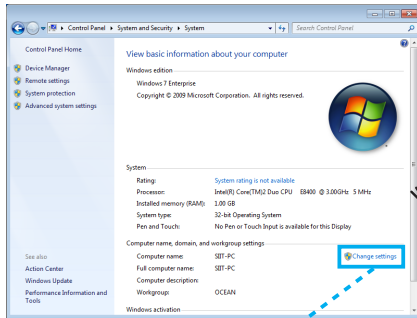 Control Panel ▸ System and Security ▸ System
Search Control Panel
Control Panel Home
Device Manager
Remote settings
System protection
Advanced system settings
See also
Action Center
Windows Update
Performance Information and
Tools
View basic information about your computer
Windows edition
Windows 7 Enterprise
Copyright © 2009 Microsoft Corporation. All rights reserved.
System
Rating: System rating is not available
Processor: Intel(R) Core(TM)2 Duo CPU E8400 @ 3.00GHz 5 MHz
Installed memory (RAM): 1.00 GB
System type: 32-bit Operating System
Pen and Touch: No Pen or Touch Input is available for this Display
Computer name, domain, and workgroup settings
Computer name: SIIT-PC Change settings
Full computer name: SIIT-PC
Computer description:
Workgroup: OCEAN
Windows activation